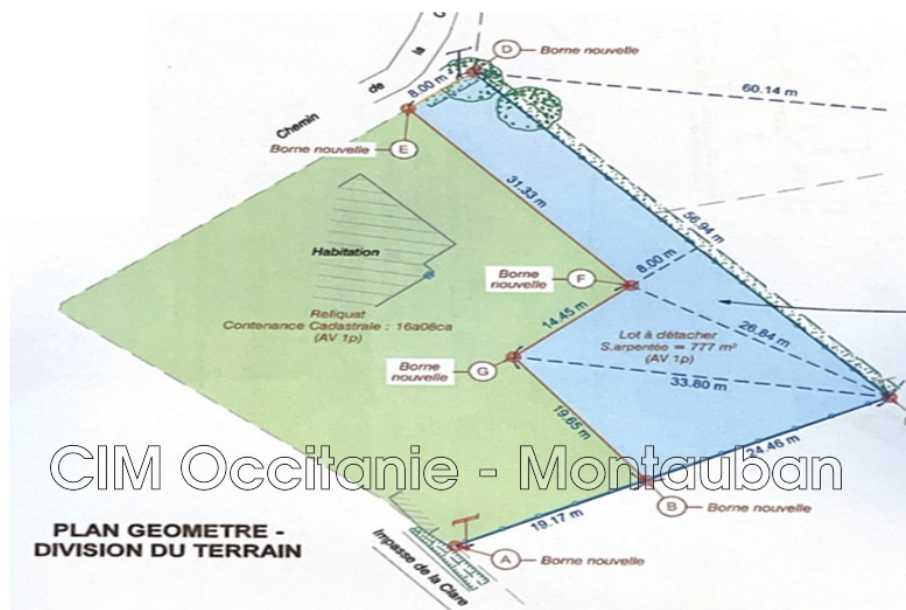 Chemin
de
la
D
Borne nouvelle
8.00 m
60.14 m
Borne nouvelle
E
31.33 m
56.94 m
Habitation
8.00 m
Borne
nouvelle
F
Reliquat
Contenance Cadastrale : 16a08ca
(AV 1p)
14.45 m
Lot à détacher
S.arpentée = 777 m²
(AV 1p)
26.84 m
Borne
nouvelle
G
33.80 m
19.65 m
24.46 m
CIM Occitanie - Montauban
B
Borne nouvelle
19.17 m
PLAN GEOMETRE -
DIVISION DU TERRAIN
Impasse de la Clare
A
Borne nouvelle